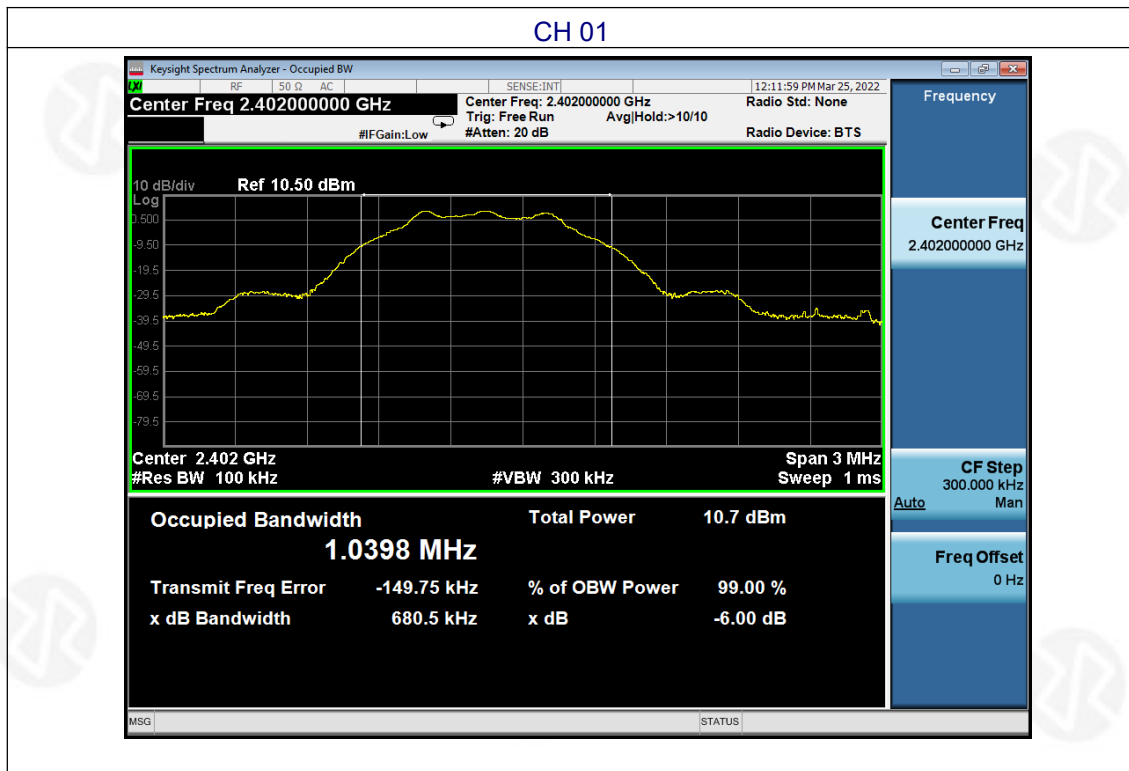 CH 01
Keysight Spectrum Analyzer - Occupied BW
LXI RF 50 Ω AC SENSE:INT 12:11:59 PM Mar 25, 2022
Center Freq 2.402000000 GHz
#IFGain:Low
Center Freq: 2.402000000 GHz
Trig: Free Run Avg|Hold:>10/10
#Atten: 20 dB
Radio Std: None
Radio Device: BTS
10 dB/div Ref 10.50 dBm
Log
-9.50
-19.5
-29.5
-39.5
-49.5
-59.5
-69.5
-79.5
Center 2.402 GHz Span 3 MHz
#Res BW 100 kHz #VBW 300 kHz Sweep 1 ms
Occupied Bandwidth Total Power 10.7 dBm
1.0398 MHz
Transmit Freq Error -149.75 kHz % of OBW Power 99.00 %
x dB Bandwidth 680.5 kHz x dB -6.00 dB
MSG STATUS
Frequency
Center Freq
2.402000000 GHz
CF Step
300.000 kHz
Auto Man
Freq Offset
0 Hz